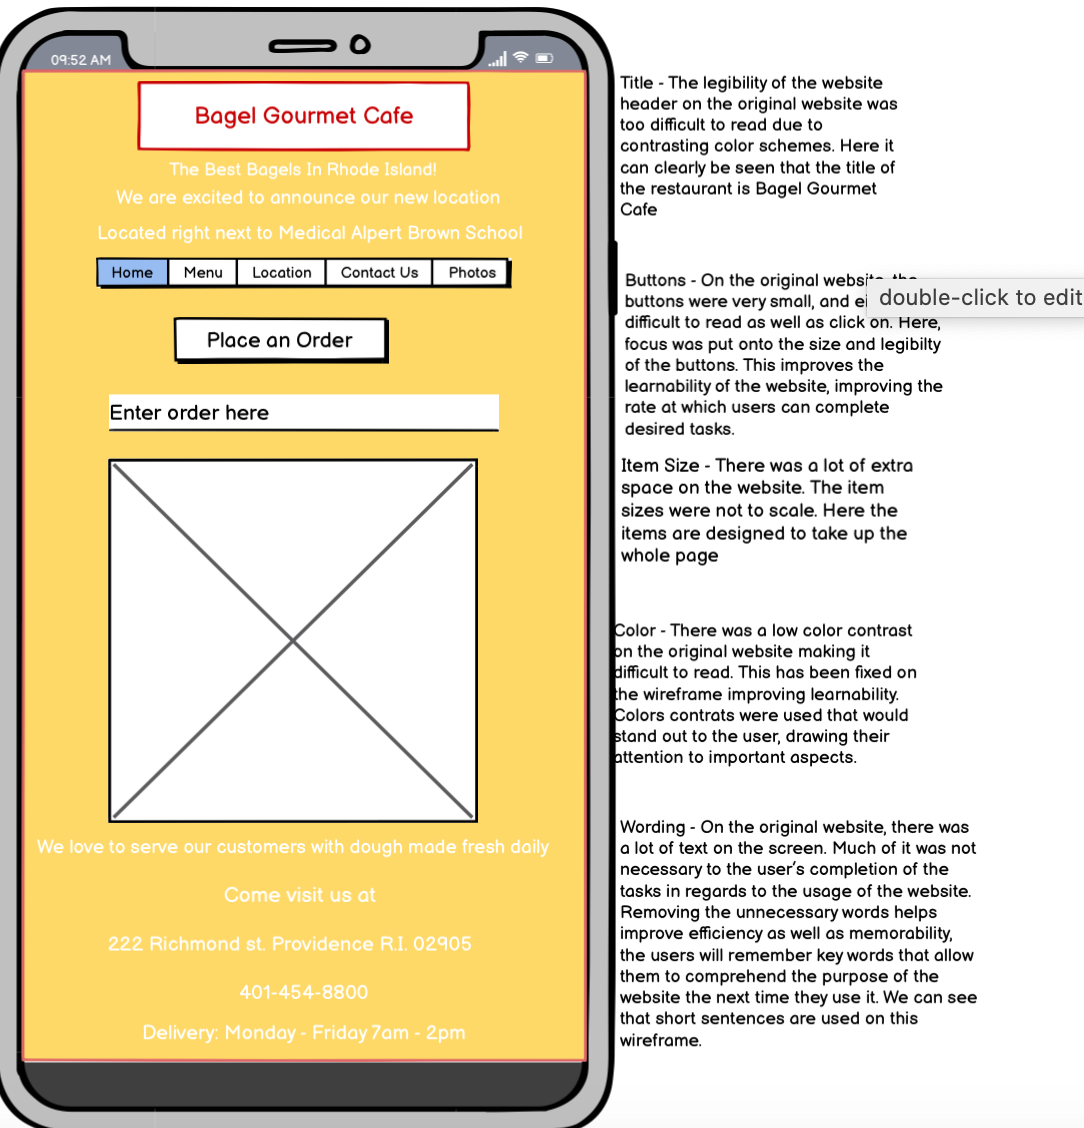 09:52 AM
Bagel Gourmet Cafe
The Best Bagels In Rhode Island!
We are excited to announce our new location
Located right next to Medical Alpert Brown School
Home Menu Location Contact Us Photos
Place an Order
Enter order here
We love to serve our customers with dough made fresh daily
Come visit us at
222 Richmond st. Providence R.I. 02905
401-454-8800
Delivery: Monday - Friday 7am - 2pm
Title - The legibility of the website
header on the original website was
too difficult to read due to
contrasting color schemes. Here it
can clearly be seen that the title of
the restaurant is Bagel Gourmet
Cafe
Buttons - On the original website, the
buttons were very small, and
difficult to read as well as click on. Here,
focus was put onto the size and legibilty
of the buttons. This improves the
learnability of the website, improving the
rate at which users can complete
desired tasks.
double-click to edit
Item Size - There was a lot of extra
space on the website. The item
sizes were not to scale. Here the
items are designed to take up the
whole page
Color - There was a low color contrast
on the original website making it
difficult to read. This has been fixed on
the wireframe improving learnability.
Colors contrats were used that would
stand out to the user, drawing their
attention to important aspects.
Wording - On the original website, there was
a lot of text on the screen. Much of it was not
necessary to the user's completion of the
tasks in regards to the usage of the website.
Removing the unnecessary words helps
improve efficiency as well as memorability,
the users will remember key words that allow
them to comprehend the purpose of the
website the next time they use it. We can see
that short sentences are used on this
wireframe.